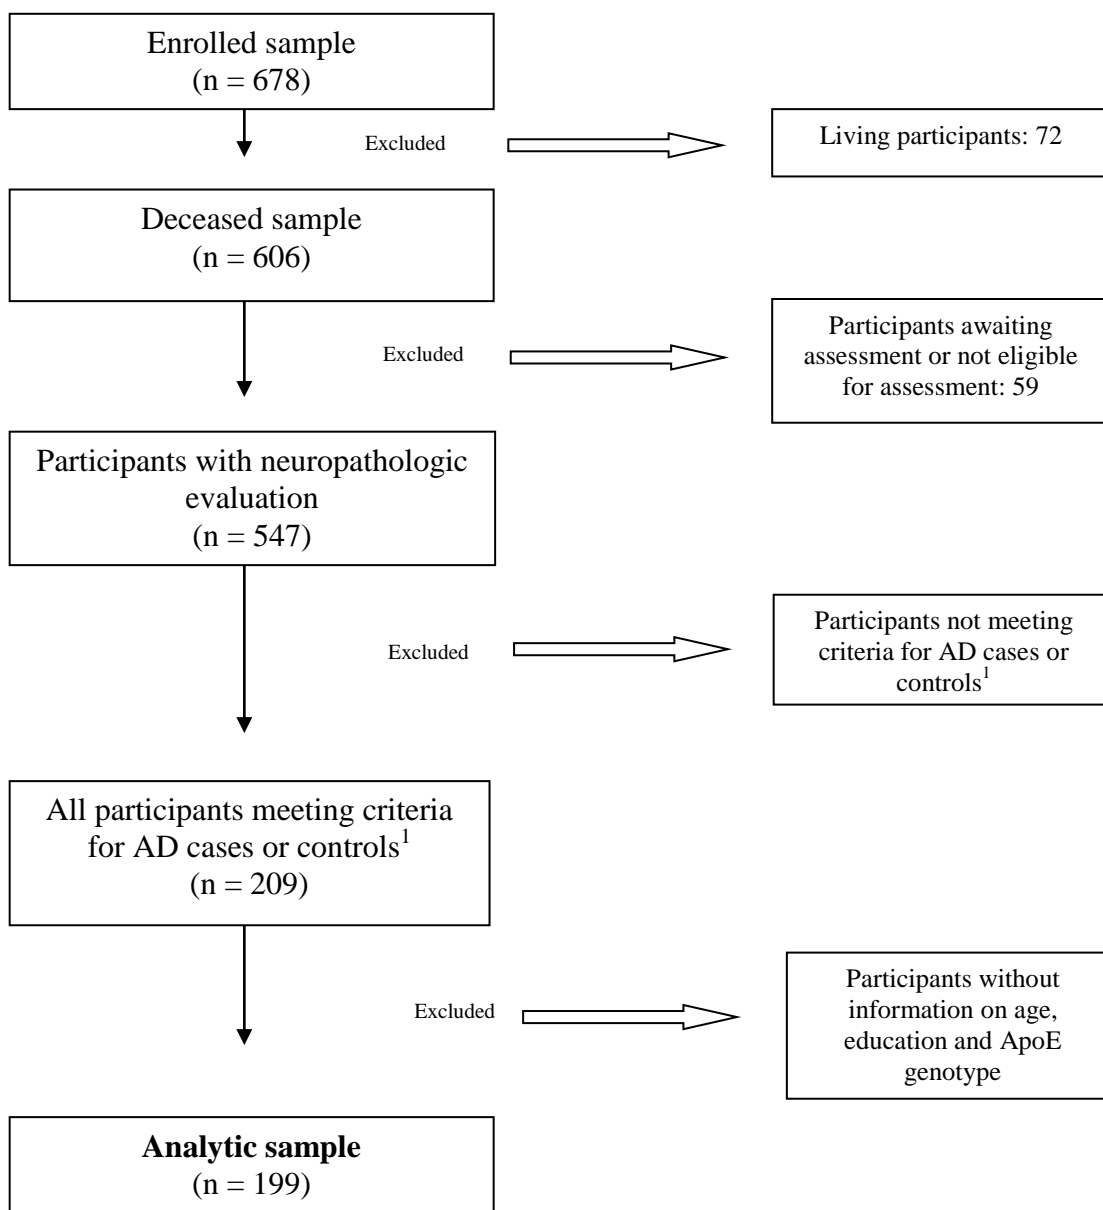 Enrolled sample
(n = 678)
Excluded
Living participants: 72
Deceased sample
(n = 606)
Excluded
Participants awaiting
assessment or not eligible
for assessment: 59
Participants with neuropathologic
evaluation
(n = 547)
Excluded
Participants not meeting
criteria for AD cases or
controls¹
All participants meeting criteria
for AD cases or controls¹
(n = 209)
Excluded
Participants without
information on age,
education and ApoE
genotype
Analytic sample
(n = 199)